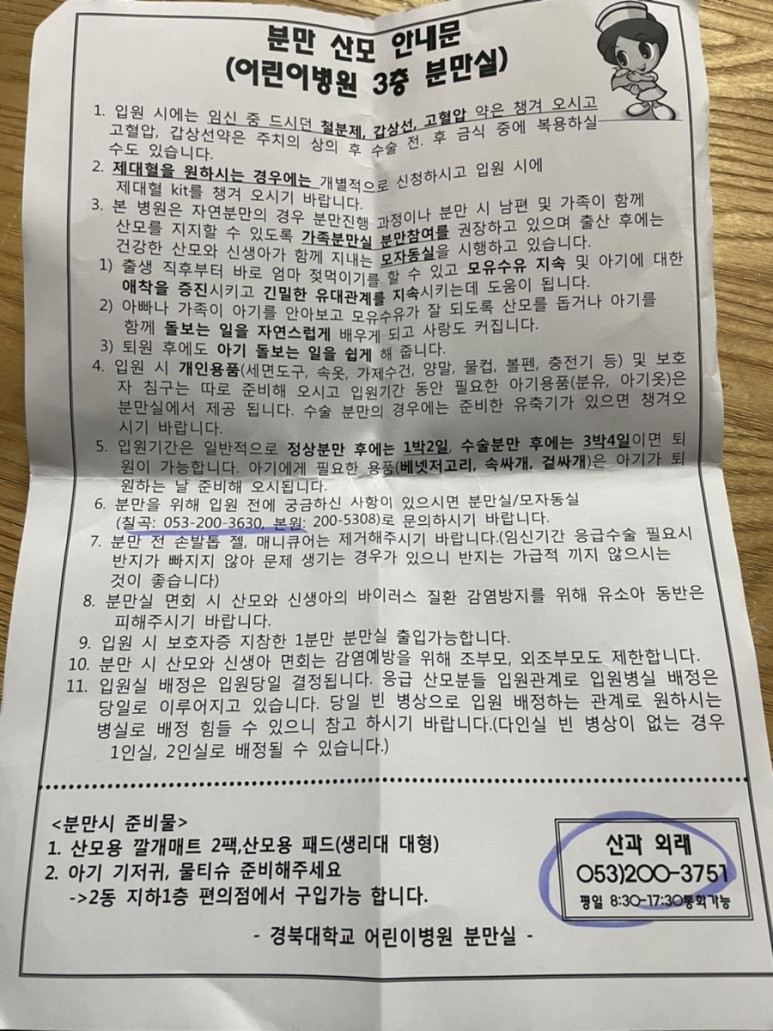 분만 산모 안내문
(어린이병원 3층 분만실)
1. 입원 시에는 임신 중 드시던 철분제, 갑상선, 고혈압 약은 챙겨 오시고
고혈압, 갑상선약은 주치의 상의 후 수술 전. 후 금식 중에 복용하실
수도 있습니다.
2. 제대혈을 원하시는 경우에는 개별적으로 신청하시고 입원 시에
제대혈 kit를 챙겨 오시기 바랍니다.
3. 본 병원은 자연분만의 경우 분만진행 과정이나 분만 시 남편 및 가족이 함께
산모를 지지할 수 있도록 가족분만실 분만참여를 권장하고 있으며 출산 후에는
건강한 산모와 신생아가 함께 지내는 모자동실을 시행하고 있습니다.
1) 출생 직후부터 바로 엄마 젖먹이기를 할 수 있고 모유수유 지속 및 아기에 대한
애착을 증진시키고 긴밀한 유대관계를 지속시키는데 도움이 됩니다.
2) 아빠나 가족이 아기를 안아보고 모유수유가 잘 되도록 산모를 돕거나 아기를
함께 돌보는 일을 자연스럽게 배우게 되고 사랑도 커집니다.
3) 퇴원 후에도 아기 돌보는 일을 쉽게 해 줍니다.
4. 입원 시 개인용품(세면도구, 속옷, 가제수건, 양말, 물컵, 볼펜, 충전기 등) 및 보호
자 침구는 따로 준비해 오시고 입원기간 동안 필요한 아기용품(분유, 아기옷)은
분만실에서 제공 됩니다. 수술 분만의 경우에는 준비한 유축기가 있으면 챙겨오
시기 바랍니다.
5. 입원기간은 일반적으로 정상분만 후에는 1박2일, 수술분만 후에는 3박4일이면 퇴
원이 가능합니다. 아기에게 필요한 용품(베넷저고리, 속싸개, 겉싸개)은 아기가 퇴
원하는 날 준비해 오시면 됩니다.
6. 분만을 위해 입원 전에 궁금하신 사항이 있으시면 분만실/모자동실
(칠곡: 053-200-3630, 본원: 200-5308)로 문의하시기 바랍니다.
7. 분만 전 손발톱 젤, 매니큐어는 제거해주시기 바랍니다.(임신기간 응급수술 필요시
반지가 빠지지 않아 문제 생기는 경우가 있으니 반지는 가급적 끼지 않으시는
것이 좋습니다)
8. 분만실 면회 시 산모와 신생아의 바이러스 질환 감염방지를 위해 유소아 동반은
피해주시기 바랍니다.
9. 입원 시 보호자증 지참한 1분만 분만실 출입가능합니다.
10. 분만 시 산모와 신생아 면회는 감염예방을 위해 조부모, 외조부모도 제한합니다.
11. 입원실 배정은 입원당일 결정됩니다. 응급 산모분들 입원관계로 입원병실 배정은
당일로 이루어지고 있습니다. 당일 빈 병상으로 입원 배정하는 관계로 원하시는
병실로 배정 힘들 수 있으니 참고 하시기 바랍니다.(다인실 빈 병상이 없는 경우
1인실, 2인실로 배정될 수 있습니다.)
<분만시 준비물>
1. 산모용 깔개매트 2팩,산모용 패드(생리대 대형)
2. 아기 기저귀, 물티슈 준비해주세요
->2동 지하1층 편의점에서 구입가능 합니다.
산과 외래
053)200-3751
평일 8:30-17:30통화가능
- 경북대학교 어린이병원 분만실 -